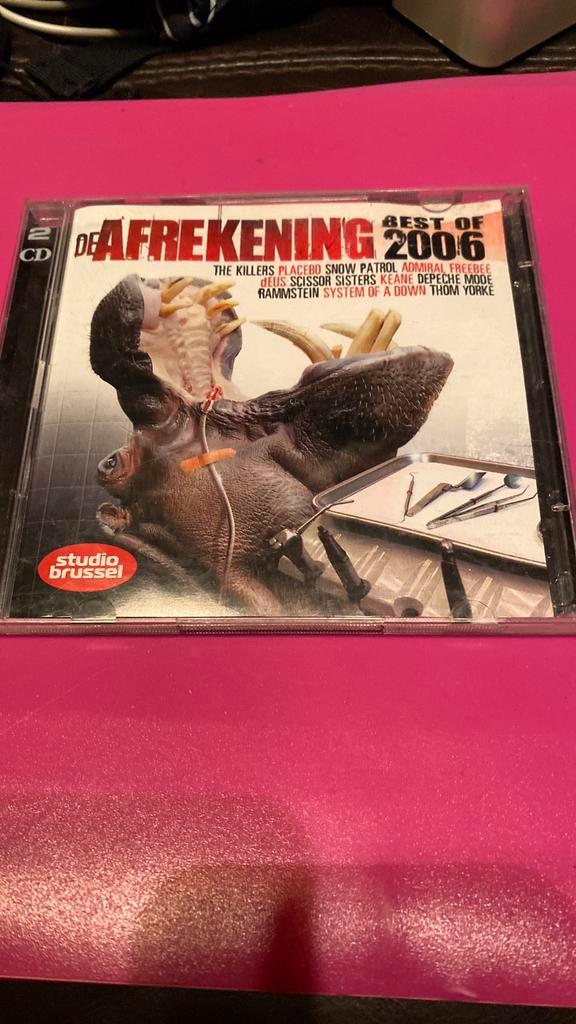 2
CD
DE AFREKENING BEST OF
2006
THE KILLERS PLACEBO SNOW PATROL ADMIRAL FREEBEE
dEUS SCISSOR SISTERS KEANE DEPECHE MODE
RAMMSTEIN SYSTEM OF A DOWN THOM YORKE
studio
brussel